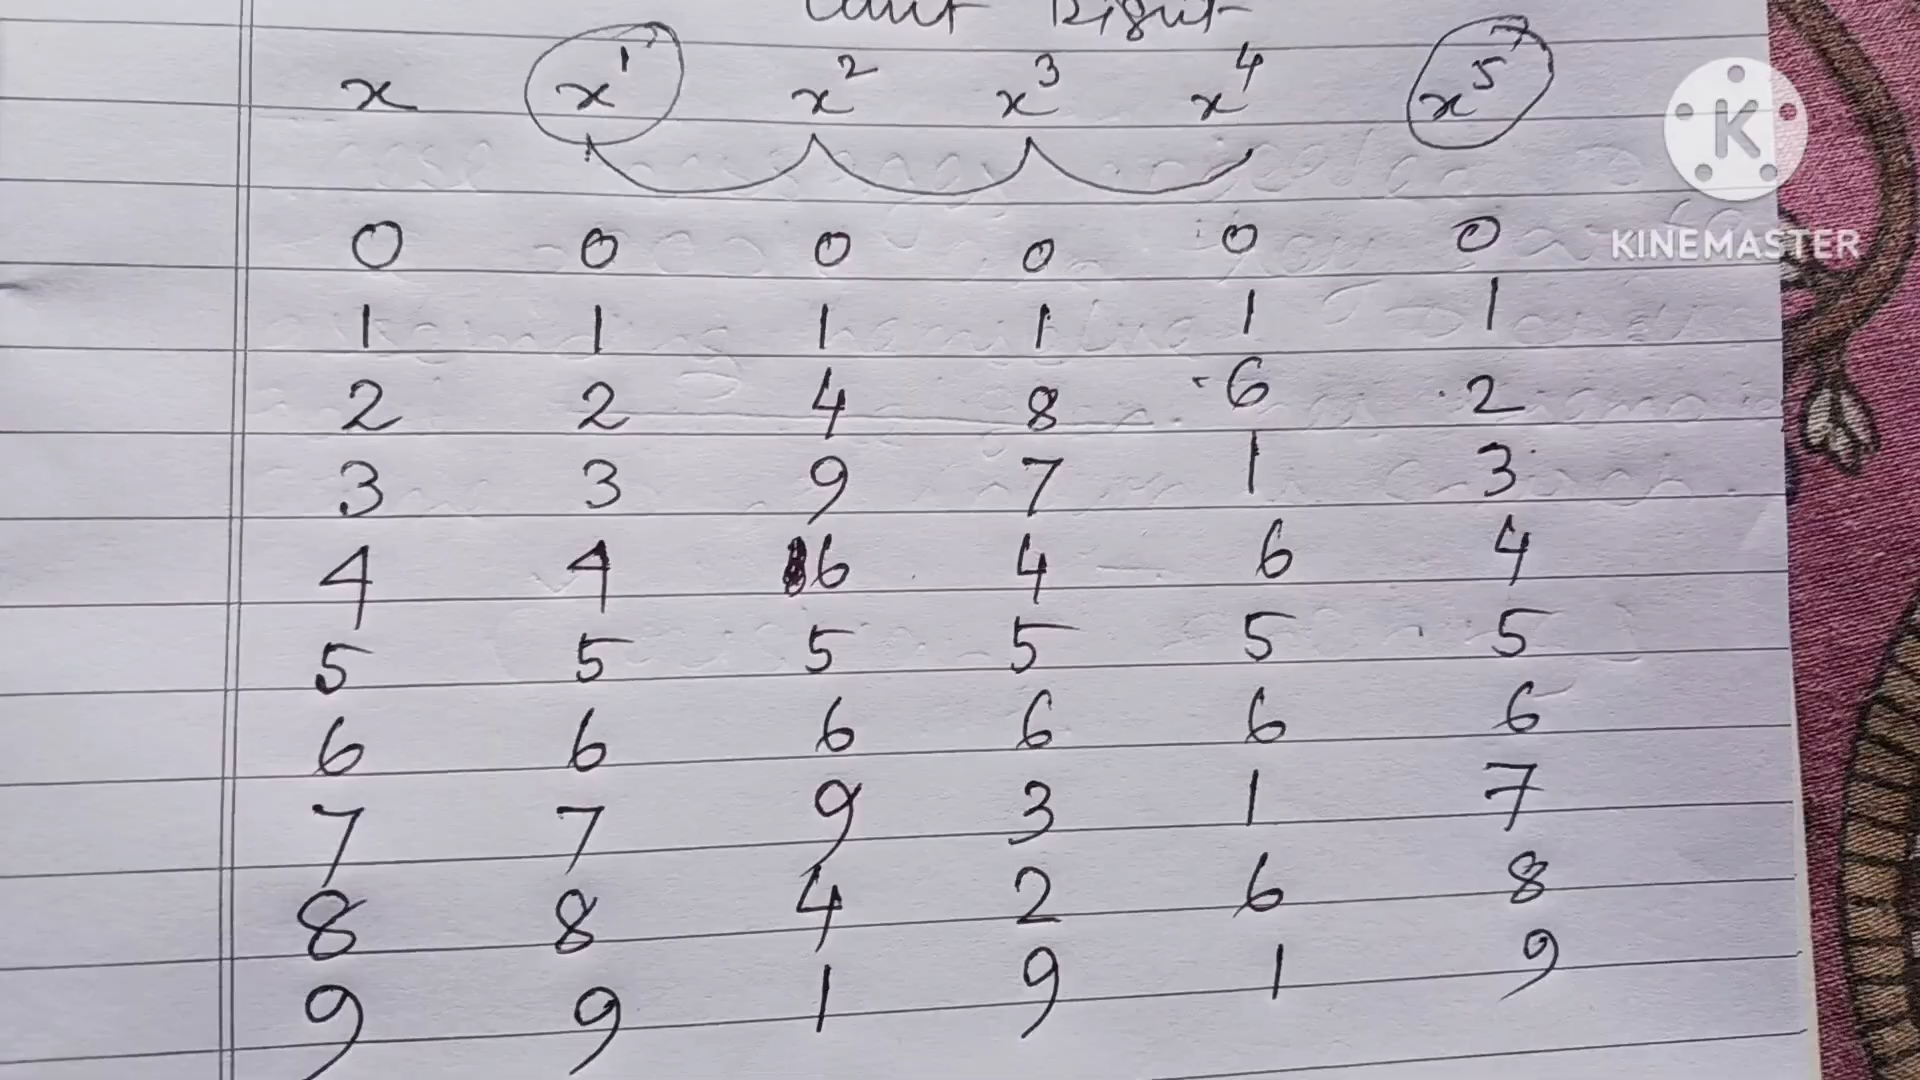 Digit
x x¹ x² x³ x⁴ x⁵
K
KINEMASTER
0 0 0 0 0 0
1 1 1 1 1 1
2 2 4 8 6 2
3 3 9 7 1 3
4 4 6 4 6 4
5 5 5 5 5 5
6 6 6 6 6 6
7 7 9 3 1 7
8 8 4 2 6 8
9 9 1 9 1 9